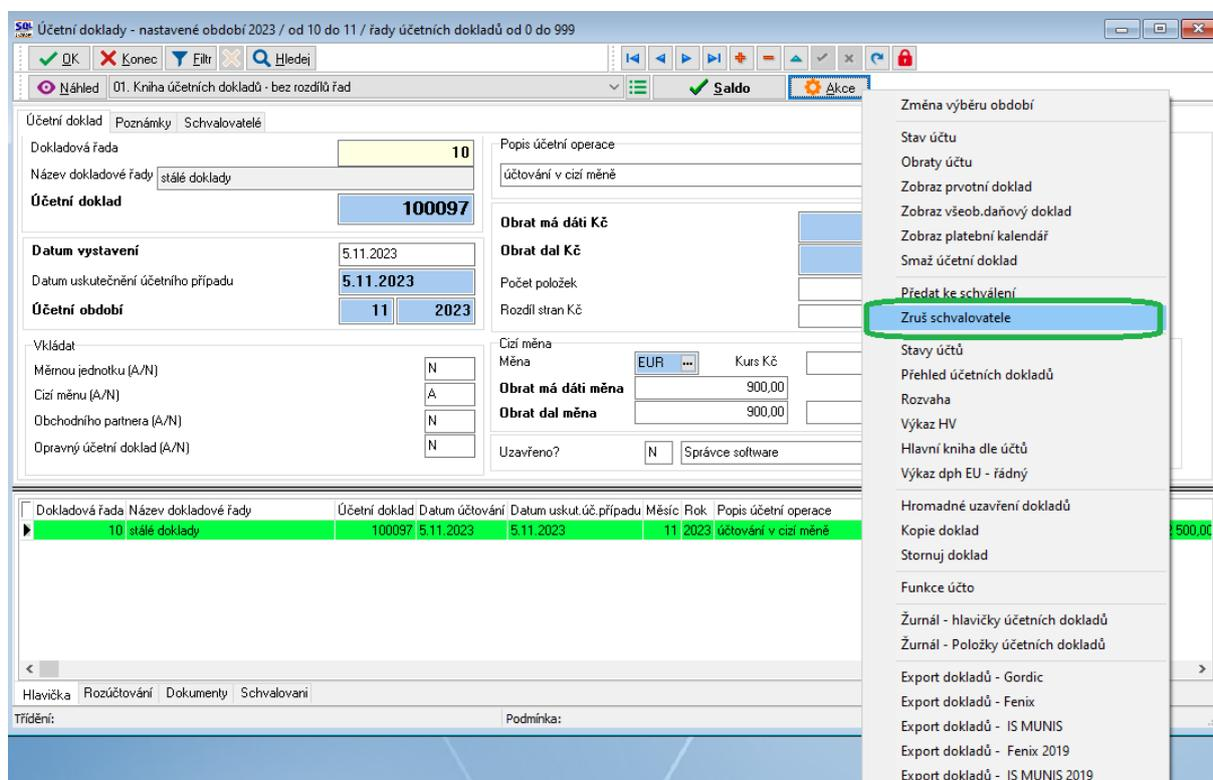 SQL Účetní doklady - nastavené období 2023 / od 10 do 11 / řady účetních dokladů od 0 do 999
OK Konec Filtr Hledej
Náhled 01. Kniha účetních dokladů - bez rozdílů řad Saldo Akce
Účetní doklad Poznámky Schvalovatelé
Dokladová řada 10
Název dokladové řady stálé doklady
Účetní doklad 100097
Datum vystavení 5.11.2023
Datum uskutečnění účetního případu 5.11.2023
Účetní období 11 2023
Vkládat
Měrnou jednotku (A/N) N
Cizí měnu (A/N) A
Obchodního partnera (A/N) N
Opravný účetní doklad (A/N) N
Popis účetní operace
účtování v cizí měně
Obrat má dáti Kč
Obrat dal Kč
Počet položek
Rozdíl stran Kč
Cizí měna
Měna EUR ... Kurs Kč
Obrat má dáti měna 900,00
Obrat dal měna 900,00
Uzavřeno? N Správce software
Změna výběru období
Stav účtu
Obraty účtu
Zobraz prvotní doklad
Zobraz všeob.daňový doklad
Zobraz platební kalendář
Smaž účetní doklad
Předat ke schválení
Zruš schvalovatele
Stavy účtů
Přehled účetních dokladů
Rozvaha
Výkaz HV
Hlavní kniha dle účtů
Výkaz dph EU - řádný
Hromadné uzavření dokladů
Kopie doklad
Stornuj doklad
Funkce účto
Žurnál - hlavičky účetních dokladů
Žurnál - Položky účetních dokladů
Export dokladů - Gordic
Export dokladů - Fenix
Export dokladů - IS MUNIS
Export dokladů - Fenix 2019
Export dokladů - IS MUNIS 2019
Dokladová řada Název dokladové řady Účetní doklad Datum účtování Datum uskut.úč.případu Měsíc Rok Popis účetní operace
10 stálé doklady 100097 5.11.2023 5.11.2023 11 2023 účtování v cizí měně 500,00
Hlavička Rozúčtování Dokumenty Schvalovani
Třídění: Podmínka: